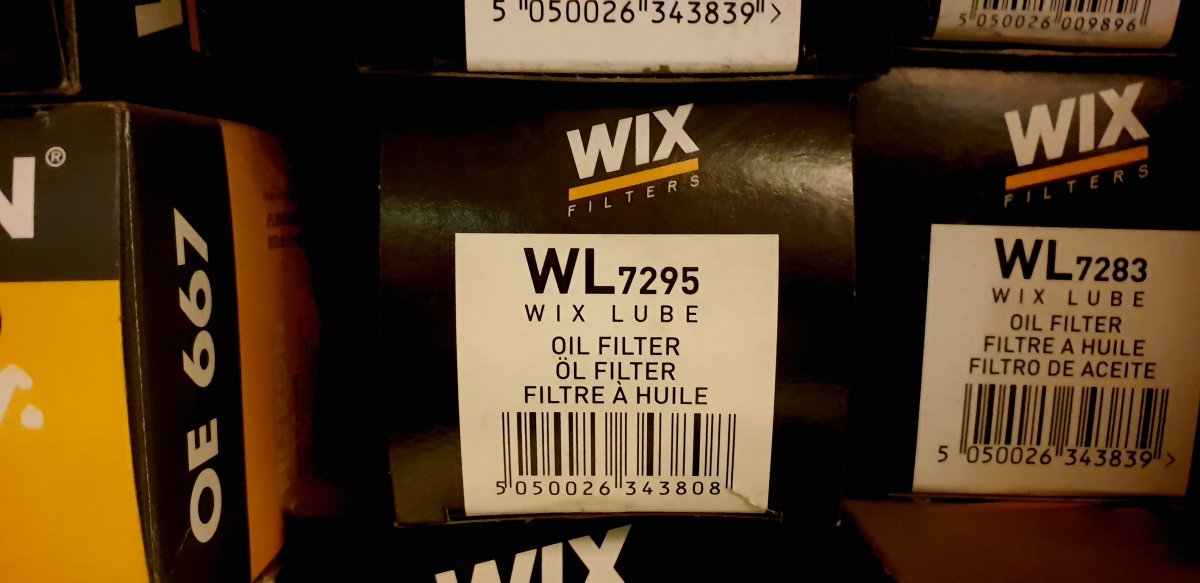 5 050026 343839 >
5 050026 009896
N®
OE 667
WIX
FILTERS
WL7295
WIX LUBE
OIL FILTER
ÖL FILTER
FILTRE À HUILE
5 050026 343808
WIX
FILTERS
WL7283
WIX LUBE
OIL FILTER
FILTRE A HUILE
FILTRO DE ACEITE
5 050026 343839 >
WIX